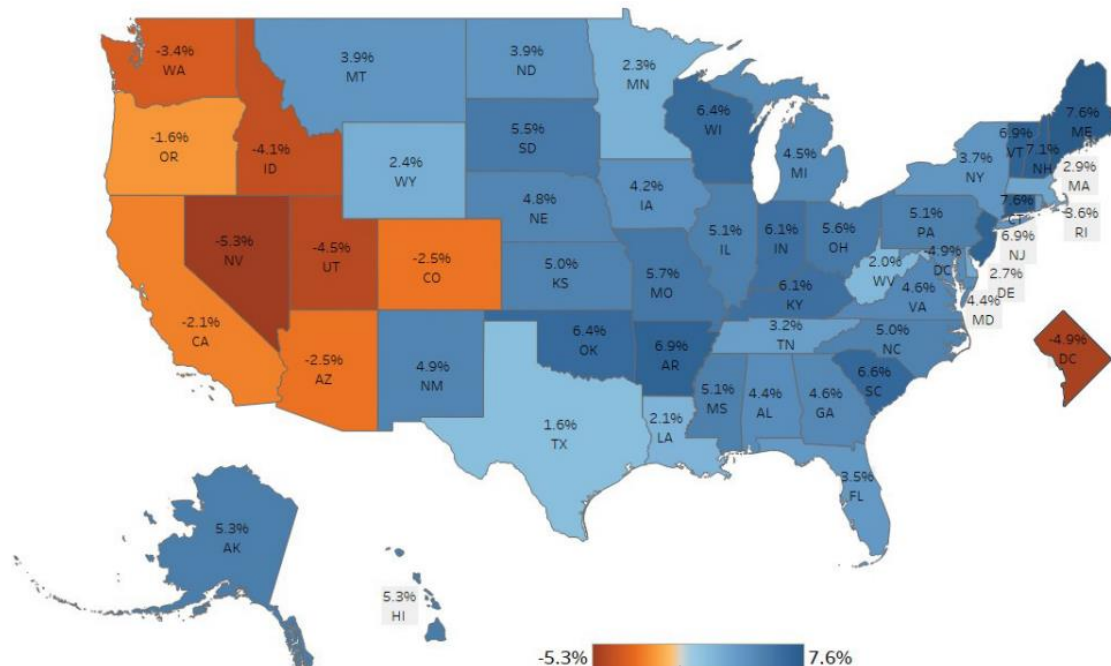 -3.4%
WA
3.9%
MT
3.9%
ND
2.3%
MN
-1.6%
OR
-4.1%
ID
2.4%
WY
5.5%
SD
6.4%
WI
4.5%
MI
3.7%
NY
6.9%
VT
7.1%
NH
7.6%
ME
2.9%
MA
3.6%
RI
7.6%
CT
6.9%
NJ
-5.3%
NV
-4.5%
UT
-2.5%
CO
4.8%
NE
4.2%
IA
5.1%
IL
6.1%
IN
5.6%
OH
5.1%
PA
-4.9%
DC
2.7%
DE
4.4%
MD
-2.1%
CA
5.0%
KS
5.7%
MO
6.1%
KY
2.0%
WV
4.6%
VA
-2.5%
AZ
4.9%
NM
6.4%
OK
6.9%
AR
3.2%
TN
5.0%
NC
6.6%
SC
-4.9%
DC
1.6%
TX
2.1%
LA
5.1%
MS
4.4%
AL
4.6%
GA
3.5%
FL
5.3%
AK
5.3%
HI
-5.3%
7.6%